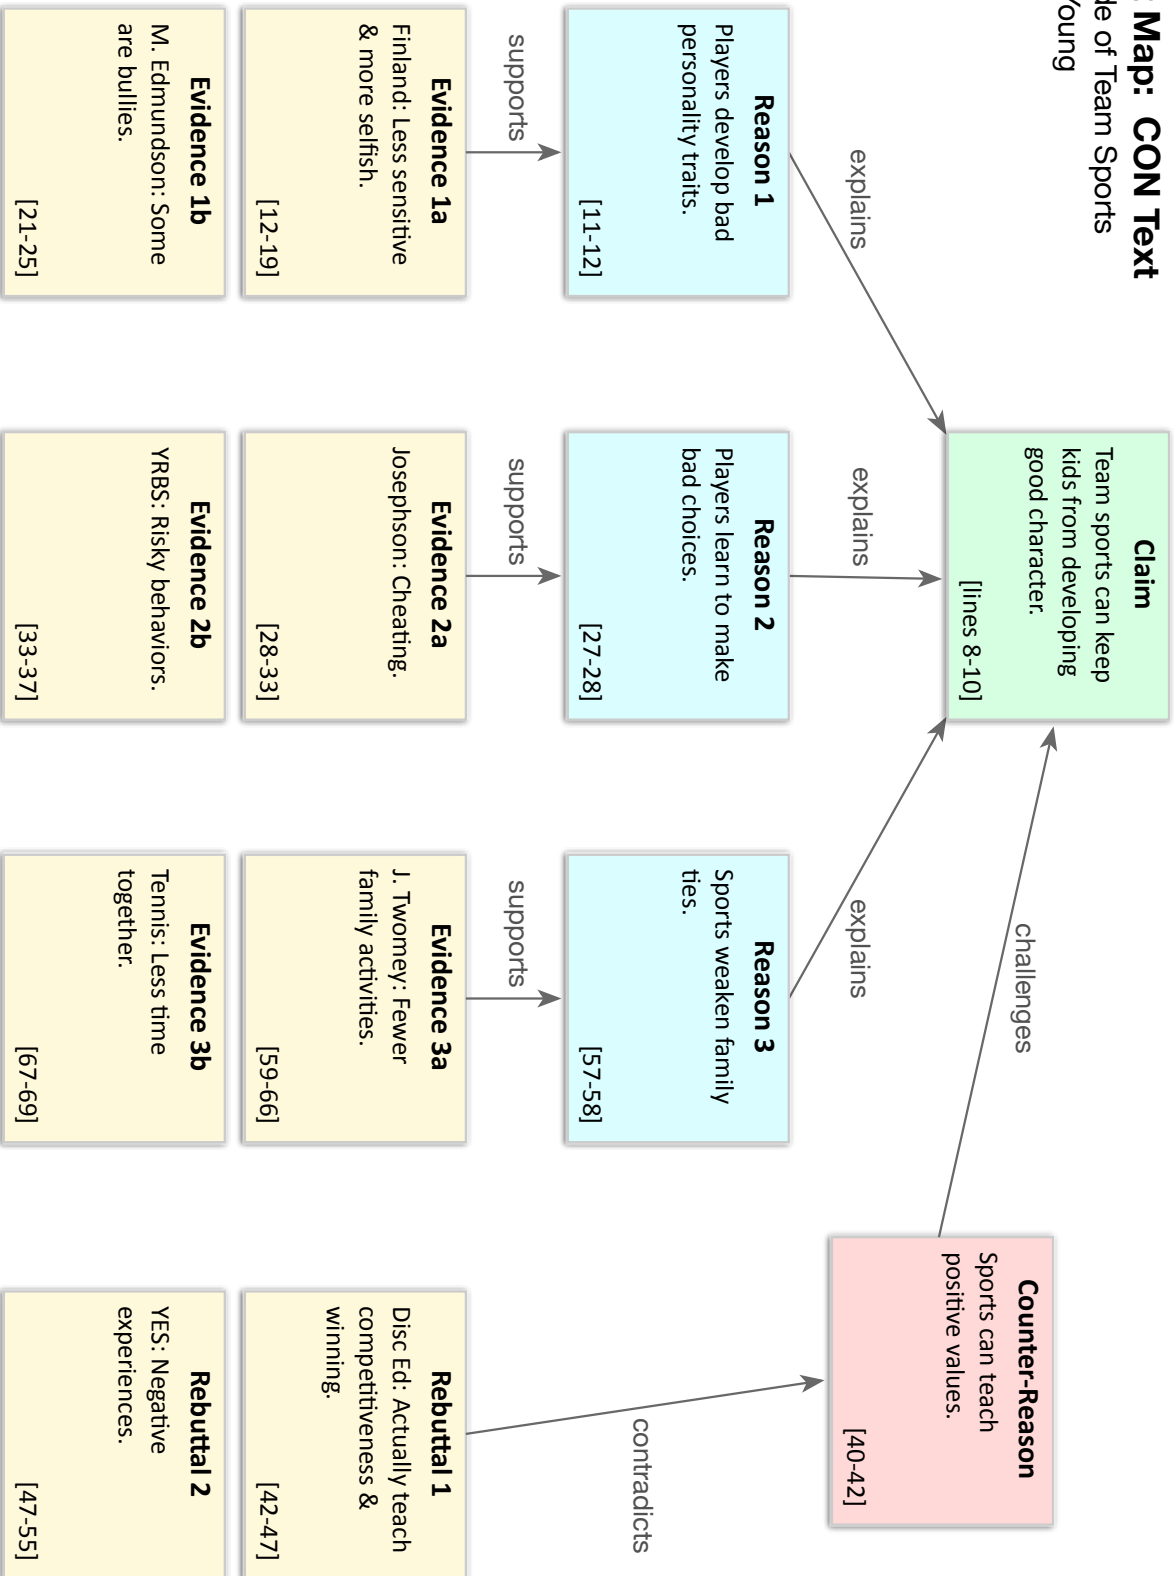 Map: CON Text
de of Team Sports
Young
Claim
Team sports can keep
kids from developing
good character.
[lines 8-10]
challenges
Counter-Reason
Sports can teach
positive values.
[40-42]
explains
explains
explains
Reason 1
Players develop bad
personality traits.
[11-12]
Reason 2
Players learn to make
bad choices.
[27-28]
Reason 3
Sports weaken family
ties.
[57-58]
contradicts
supports
supports
supports
Evidence 1a
Finland: Less sensitive
& more selfish.
[12-19]
Evidence 2a
Josephson: Cheating.
[28-33]
Evidence 3a
J. Twomey: Fewer
family activities.
[59-66]
Rebuttal 1
Disc Ed: Actually teach
competitiveness &
winning.
[42-47]
Evidence 1b
M. Edmundson: Some
are bullies.
[21-25]
Evidence 2b
YRBS: Risky behaviors.
[33-37]
Evidence 3b
Tennis: Less time
together.
[67-69]
Rebuttal 2
YES: Negative
experiences.
[47-55]